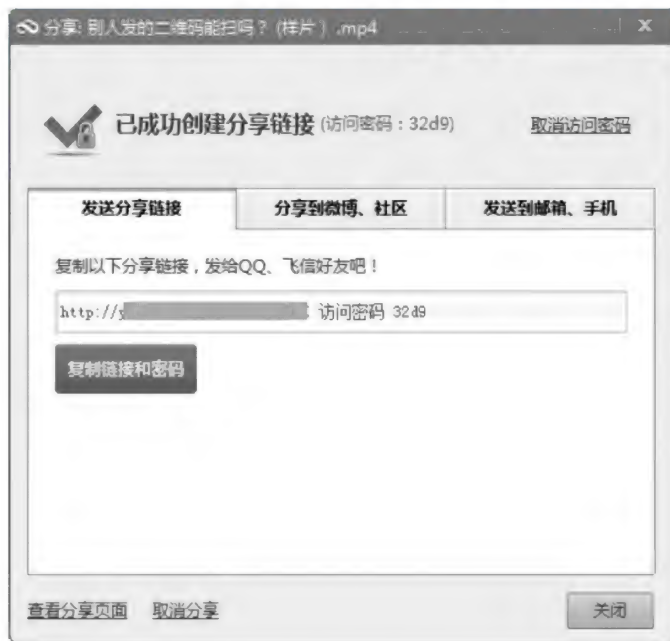 分享: 别人发的二维码能扫吗？(样片) .mp4
已成功创建分享链接 (访问密码：32d9) 取消访问密码
发送分享链接 分享到微博、社区 发送到邮箱、手机
复制以下分享链接，发给QQ、飞信好友吧！
http:// 访问密码 32d9
复制链接和密码
查看分享页面 取消分享 关闭